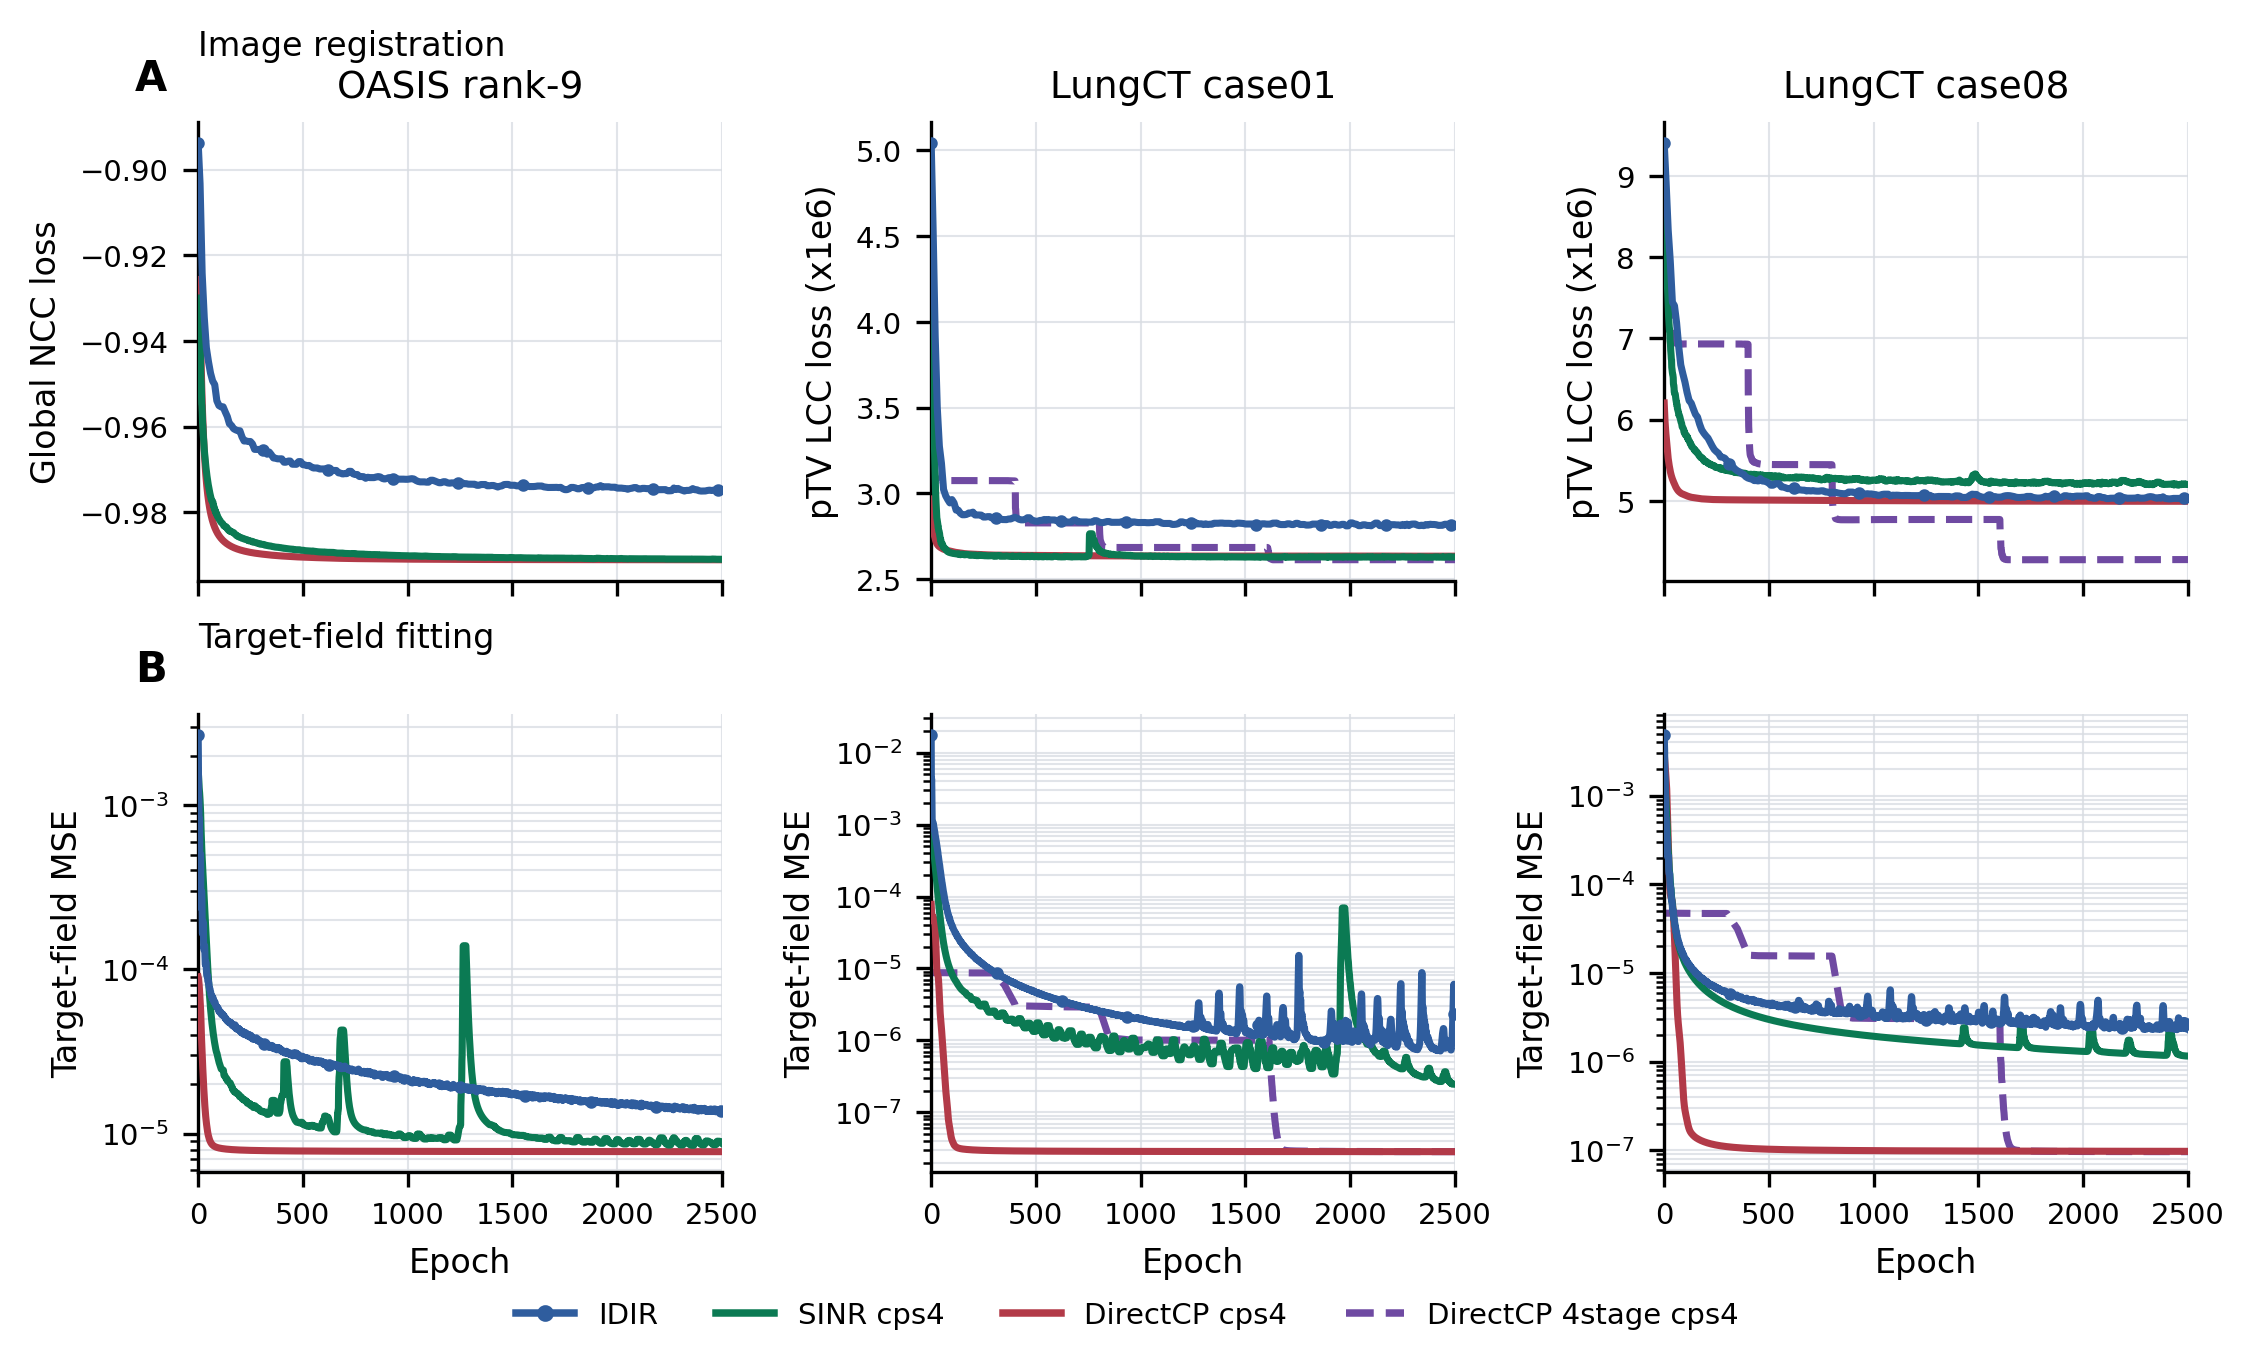 Image registration
A
OASIS rank-9
LungCT case01
LungCT case08
Global NCC loss
−0.90
−0.92
−0.94
−0.96
−0.98
pTV LCC loss (x1e6)
5.0
4.5
4.0
3.5
3.0
2.5
pTV LCC loss (x1e6)
9
8
7
6
5
Target-field fitting
B
Target-field MSE
10⁻³
10⁻⁴
10⁻⁵
0 500 1000 1500 2000 2500
Epoch
Target-field MSE
10⁻²
10⁻³
10⁻⁴
10⁻⁵
10⁻⁶
10⁻⁷
0 500 1000 1500 2000 2500
Epoch
Target-field MSE
10⁻³
10⁻⁴
10⁻⁵
10⁻⁶
10⁻⁷
0 500 1000 1500 2000 2500
Epoch
IDIR SINR cps4 DirectCP cps4 DirectCP 4stage cps4